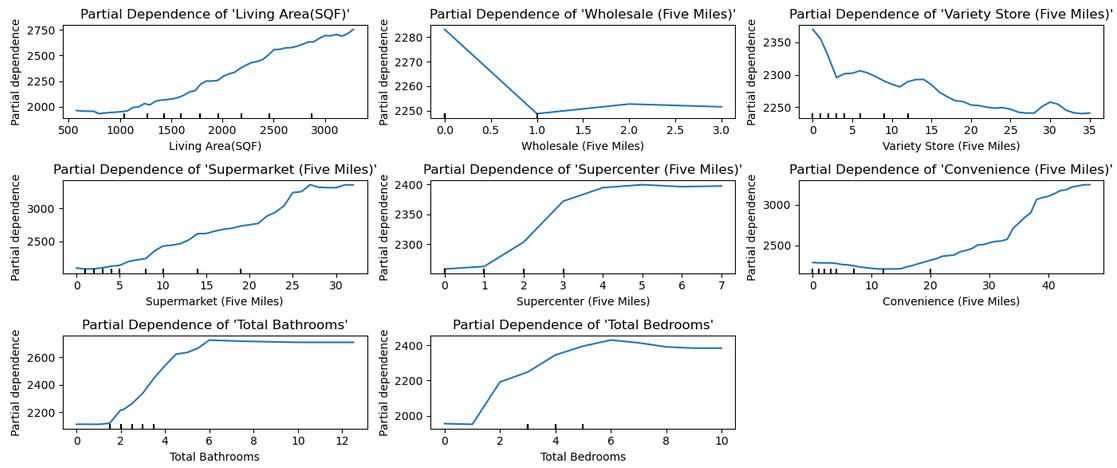 Partial Dependence of 'Living Area(SQF)'
Partial dependence
2750
2500
2250
2000
500 1000 1500 2000 2500 3000
Living Area(SQF)
Partial Dependence of 'Wholesale (Five Miles)'
Partial dependence
2280
2270
2260
2250
0.0 0.5 1.0 1.5 2.0 2.5 3.0
Wholesale (Five Miles)
Partial Dependence of 'Variety Store (Five Miles)'
Partial dependence
2350
2300
2250
0 5 10 15 20 25 30 35
Variety Store (Five Miles)
Partial Dependence of 'Supermarket (Five Miles)'
Partial dependence
3000
2500
0 5 10 15 20 25 30
Supermarket (Five Miles)
Partial Dependence of 'Supercenter (Five Miles)'
Partial dependence
2400
2350
2300
0 1 2 3 4 5 6 7
Supercenter (Five Miles)
Partial Dependence of 'Convenience (Five Miles)'
Partial dependence
3000
2500
0 10 20 30 40
Convenience (Five Miles)
Partial Dependence of 'Total Bathrooms'
Partial dependence
2600
2400
2200
0 2 4 6 8 10 12
Total Bathrooms
Partial Dependence of 'Total Bedrooms'
Partial dependence
2400
2200
2000
0 2 4 6 8 10
Total Bedrooms